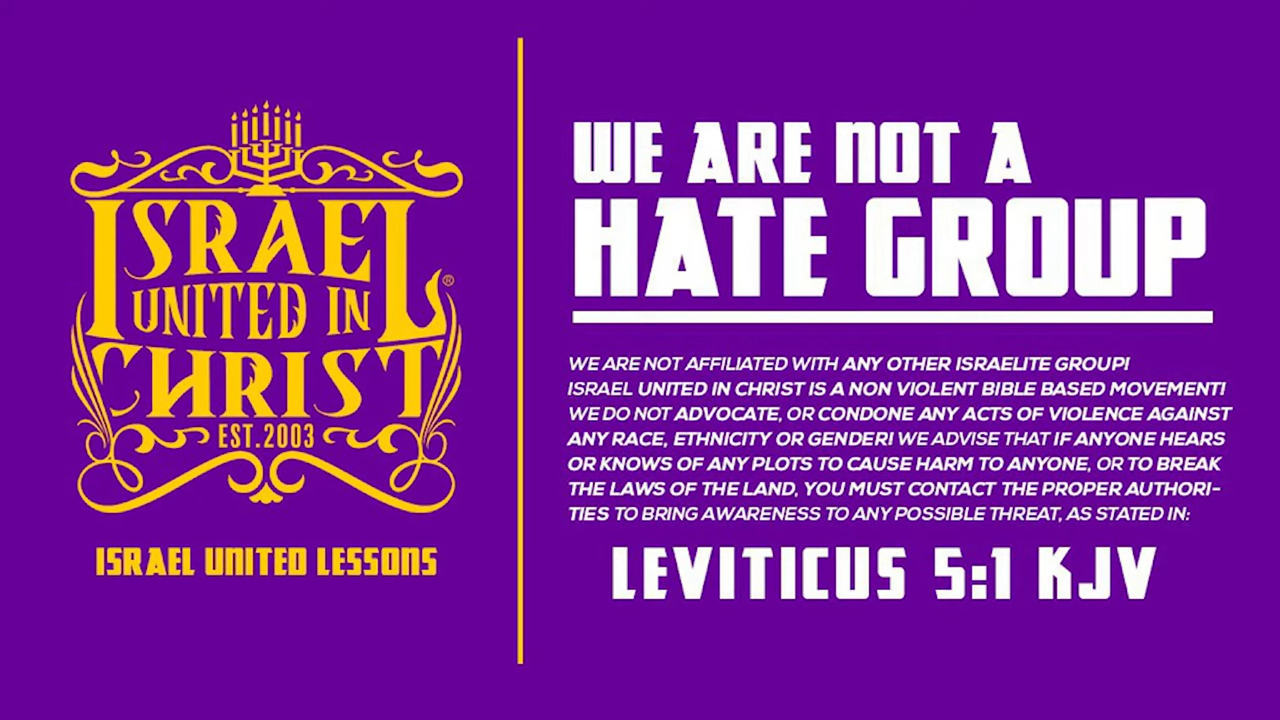 ISRAEL
UNITED IN
CHRIST
®
EST.2003
ISRAEL UNITED LESSONS
WE ARE NOT A
HATE GROUP
WE ARE NOT AFFILIATED WITH ANY OTHER ISRAELITE GROUP!
ISRAEL UNITED IN CHRIST IS A NON VIOLENT BIBLE BASED MOVEMENT!
WE DO NOT ADVOCATE, OR CONDONE ANY ACTS OF VIOLENCE AGAINST
ANY RACE, ETHNICITY OR GENDER! WE ADVISE THAT IF ANYONE HEARS
OR KNOWS OF ANY PLOTS TO CAUSE HARM TO ANYONE, OR TO BREAK
THE LAWS OF THE LAND, YOU MUST CONTACT THE PROPER AUTHORI-
TIES TO BRING AWARENESS TO ANY POSSIBLE THREAT, AS STATED IN:
LEVITICUS 5:1 KJV